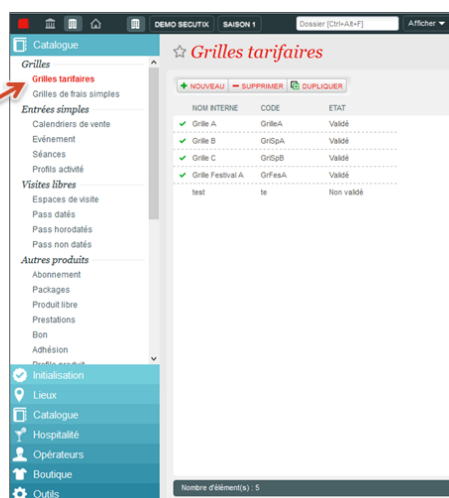 DEMO SECUTIX SAISON 1 Dossier [Ctrl+Alt+F] Afficher
Catalogue
Grilles
Grilles tarifaires
Grilles de frais simples
Entrées simples
Calendriers de vente
Evénement
Séances
Profils activité
Visites libres
Espaces de visite
Pass datés
Pass horodatés
Pass non datés
Autres produits
Abonnement
Packages
Produit libre
Prestations
Bon
Adhésion
Initialisation
Lieux
Catalogue
Hospitalité
Opérateurs
Boutique
Outils
Grilles tarifaires
NOUVEAU SUPPRIMER DUPLIQUER
NOM INTERNE CODE ETAT
Grille A GrilleA Validé
Grille B GriSpA Validé
Grille C GriSpB Validé
Grille Festival A GrFesA Validé
test te Non validé
Nombre d'élément(s) : 5